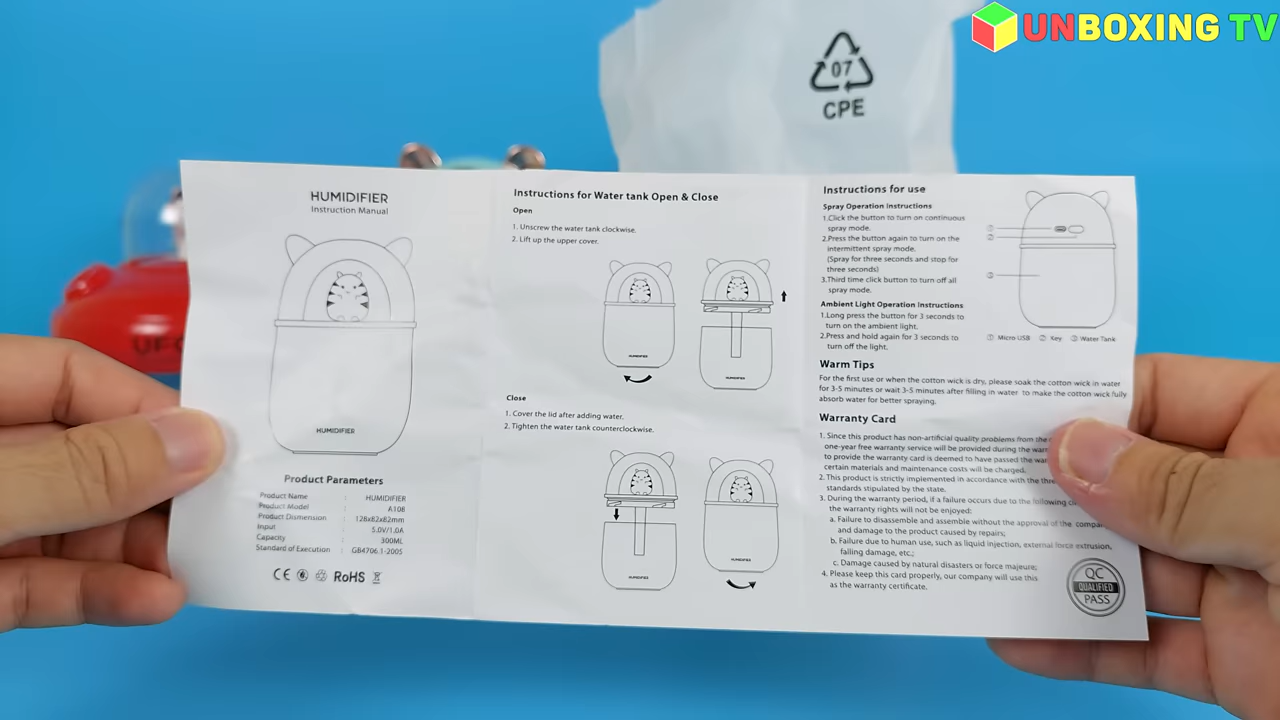 UNBOXING TV
07
CPE
UFO
HUMIDIFIER
Instruction Manual
HUMIDIFIER
Product Parameters
Product Name : HUMIDIFIER
Product Model : A108
Product Dismension : 128x82x82mm
Input : 5.0V/1.0A
Capacity : 300ML
Standard of Execution : GB4706.1-2005
CE RoHS
Instructions for Water tank Open & Close
Open
1. Unscrew the water tank clockwise.
2. Lift up the upper cover.
HUMIDIFIER
HUMIDIFIER
Close
1. Cover the lid after adding water.
2. Tighten the water tank counterclockwise.
HUMIDIFIER
HUMIDIFIER
Instructions for use
Spray Operation Instructions
1.Click the button to turn on continuous
spray mode.
2.Press the button again to turn on the
intermittent spray mode.
(Spray for three seconds and stop for
three seconds)
3.Third time click button to turn off all
spray mode.
Ambient Light Operation Instructions
1.Long press the button for 3 seconds to
turn on the ambient light.
2.Press and hold again for 3 seconds to
turn off the light.
① 
② 
③ 
① Micro USB ② Key ③ Water Tank
Warm Tips
For the first use or when the cotton wick is dry, please soak the cotton wick in water
for 3-5 minutes or wait 3-5 minutes after filling in water to make the cotton wick fully
absorb water for better spraying.
Warranty Card
1. Since this product has non-artificial quality problems from the
one-year free warranty service will be provided during the
to provide the warranty card is deemed to have passed the
certain materials and maintenance costs will be charged.
2. This product is strictly implemented in accordance with the
standards stipulated by the state.
3. During the warranty period, if a failure occurs due to the following
the warranty rights will not be enjoyed:
a. Failure to disassemble and assemble without the approval of the
and damage to the product caused by repairs;
b. Failure due to human use, such as liquid injection, external force extrusion,
falling damage, etc.;
c. Damage caused by natural disasters or force majeure;
4. Please keep this card properly, our company will use this
as the warranty certificate.
QC
QUALIFIED
PASS